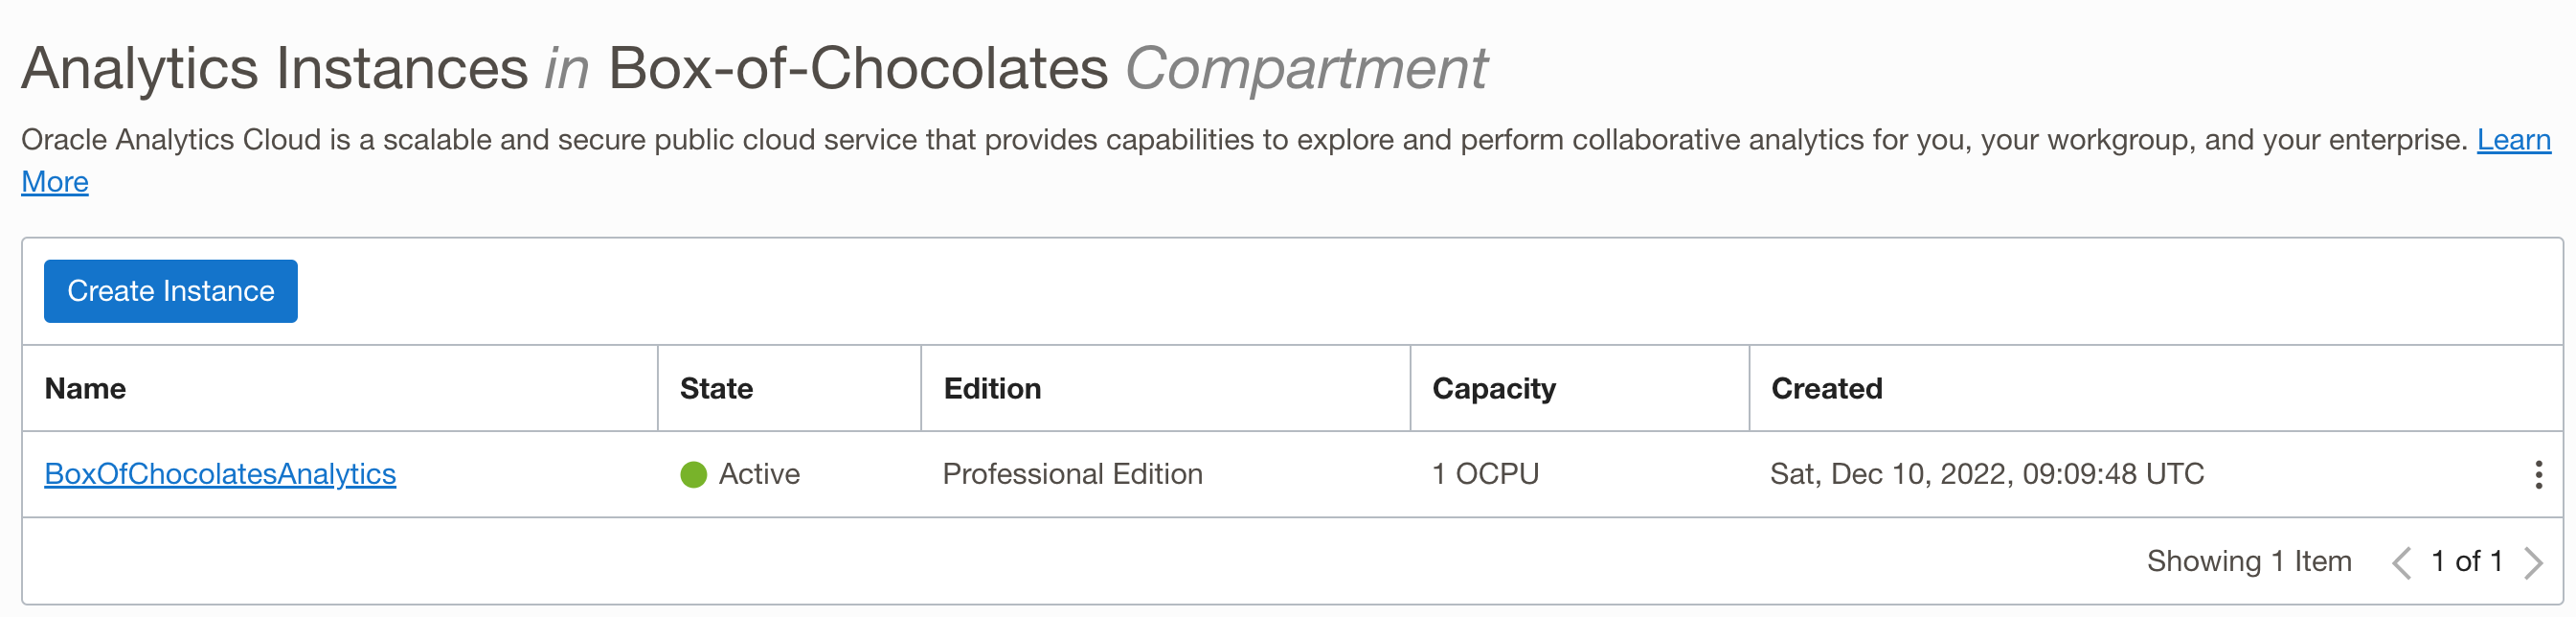 Analytics Instances in Box-of-Chocolates Compartment
Oracle Analytics Cloud is a scalable and secure public cloud service that provides capabilities to explore and perform collaborative analytics for you, your workgroup, and your enterprise. Learn
More
Create Instance
Name State Edition Capacity Created
BoxOfChocolatesAnalytics Active Professional Edition 1 OCPU Sat, Dec 10, 2022, 09:09:48 UTC
Showing 1 Item 1 of 1